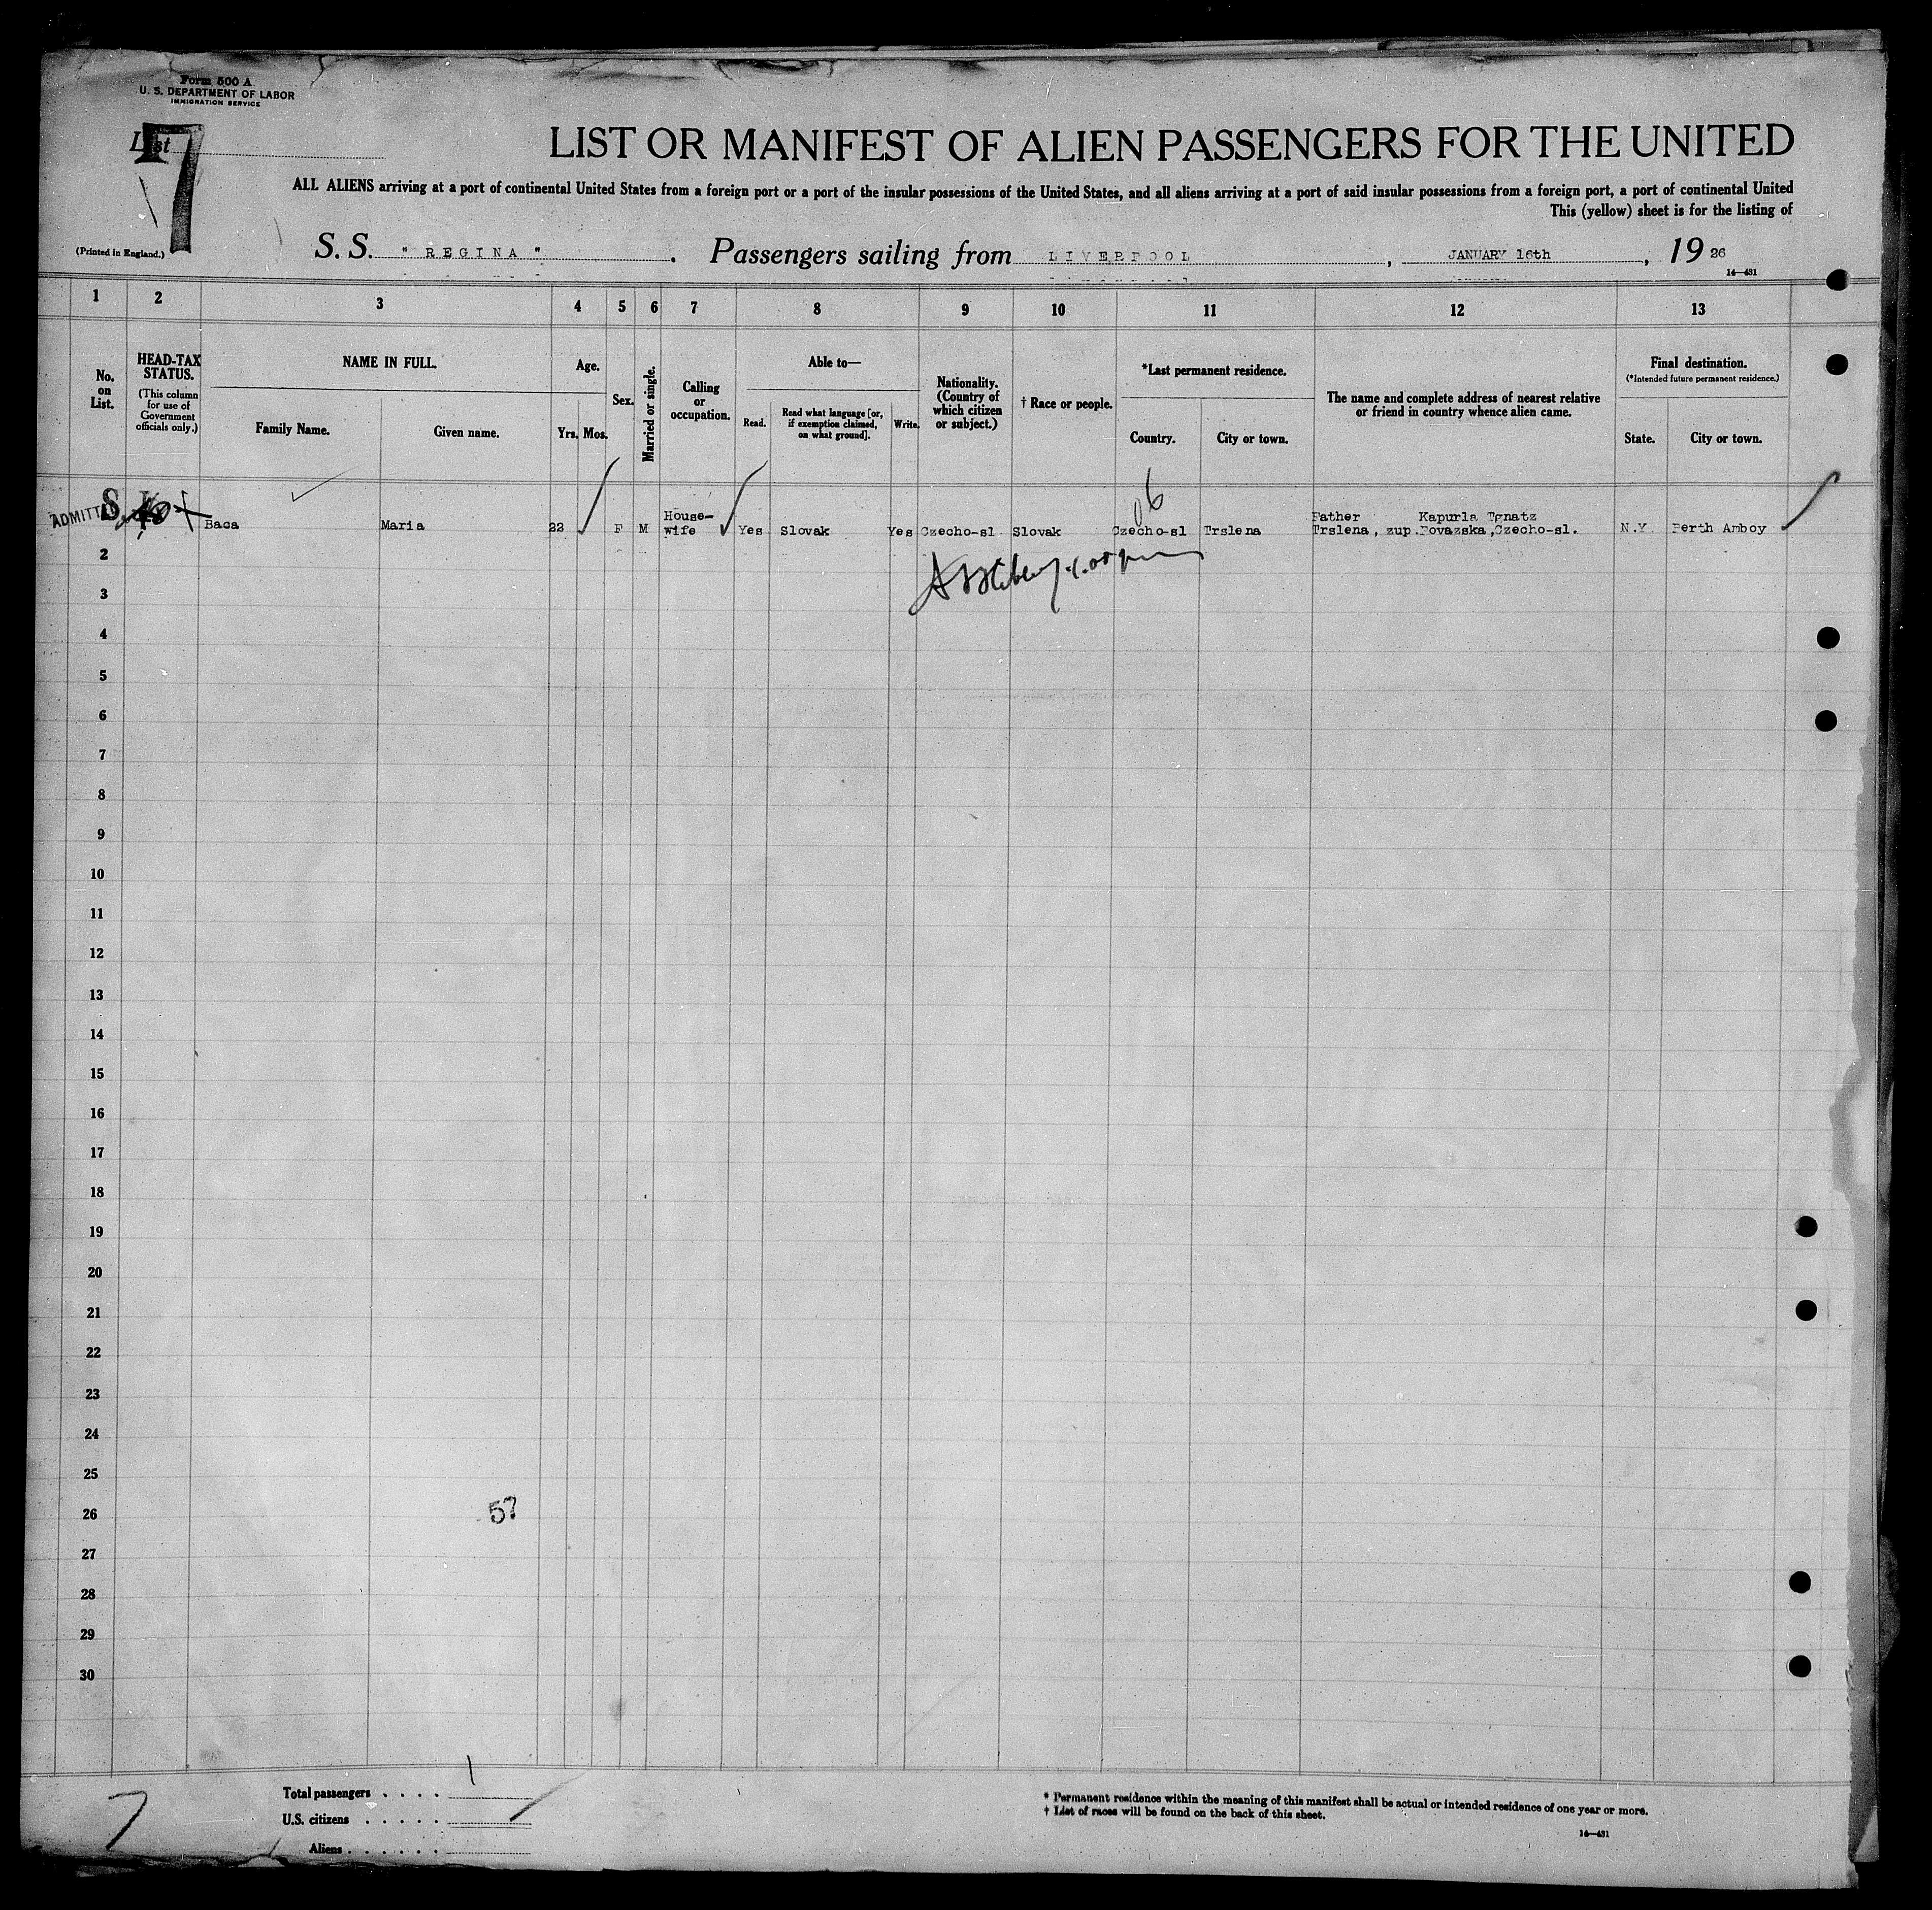 Form 500 A
U. S. DEPARTMENT OF LABOR
IMMIGRATION SERVICE
List 7
LIST OR MANIFEST OF ALIEN PASSENGERS FOR THE UNITED
ALL ALIENS arriving at a port of continental United States from a foreign port or a port of the insular possessions of the United States, and all aliens arriving at a port of said insular possessions from a foreign port, a port of continental United
This (yellow) sheet is for the listing of
(Printed in England.)
S. S. " REGINA ". Passengers sailing from LIVERPOOL, JANUARY 16th, 19 26
14—431
1 2 3 4 5 6 7 8 9 10 11 12 13
No. on List.
HEAD-TAX STATUS.
(This column for use of Government officials only.)
NAME IN FULL.
Family Name.
Given name.
Age.
Yrs. Mos.
Sex.
Married or single.
Calling or occupation.
Able to—
Read.
Read what language [or, if exemption claimed, on what ground].
Write.
Nationality. (Country of which citizen or subject.)
† Race or people.
*Last permanent residence.
Country.
City or town.
The name and complete address of nearest relative or friend in country whence alien came.
Final destination.
(*Intended future permanent residence.)
State.
City or town.
06
ADMITTED S.
Baca Maria 22 F M House-wife Yes Slovak Yes Czecho-sl Slovak Czecho-sl Trslena Father Kapurla Tgnatz
Trslena, zup.Povazska,Czecho-sl. N.Y Perth Amboy
2
3
4
5
6
7
8
9
10
11
12
13
14
15
16
17
18
19
20
21
22
23
24
25
26
57
27
28
29
30
Total passengers . . . . 1
U.S. citizens . . . . .
Aliens . . . . . .
7
* Permanent residence within the meaning of this manifest shall be actual or intended residence of one year or more.
† List of races will be found on the back of this sheet.
14—431